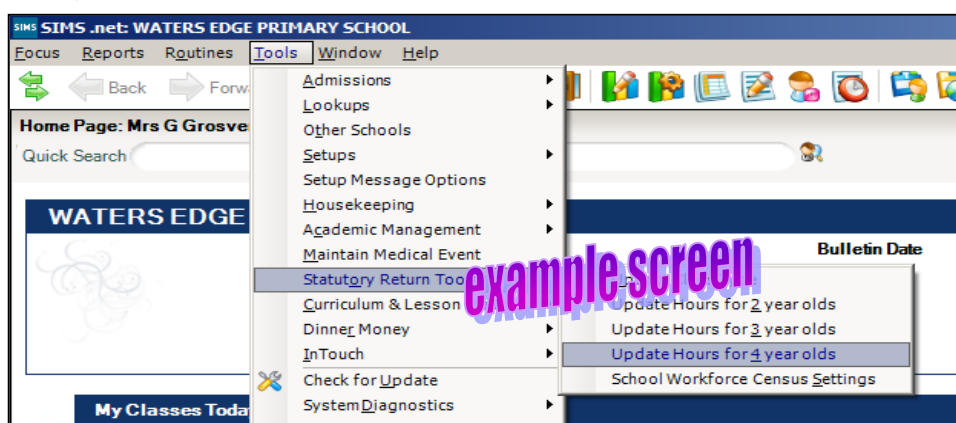 SIMS SIMS .net: WATERS EDGE PRIMARY SCHOOL
Focus Reports Routines Tools Window Help
Back Forw
Admissions
Lookups
Home Page: Mrs G Grosve
Other Schools
Quick Search
Setups
Setup Message Options
Housekeeping
WATERS EDGE
Academic Management
Maintain Medical Event
Bulletin Date
Statutory Return Too
example screen
Curriculum & Lesson
Update Hours for 2 year olds
Dinner Money
Update Hours for 3 year olds
InTouch
Update Hours for 4 year olds
Check for Update
School Workforce Census Settings
System Diagnostics
My Classes Toda